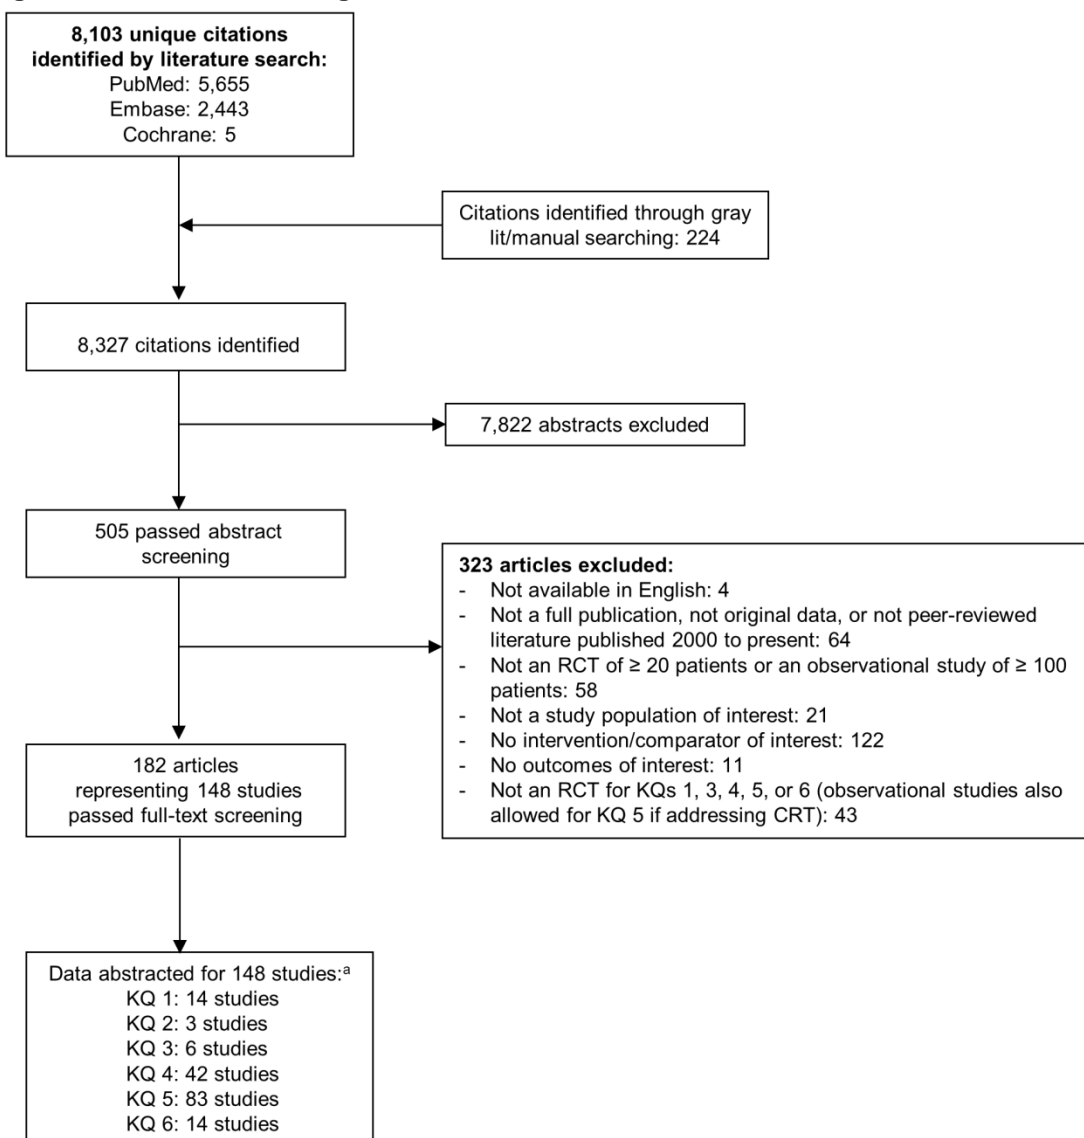 8,103 unique citations
identified by literature search:
PubMed: 5,655
Embase: 2,443
Cochrane: 5
Citations identified through gray
lit/manual searching: 224
8,327 citations identified
7,822 abstracts excluded
505 passed abstract
screening
323 articles excluded:
- Not available in English: 4
- Not a full publication, not original data, or not peer-reviewed
literature published 2000 to present: 64
- Not an RCT of ≥ 20 patients or an observational study of ≥ 100
patients: 58
- Not a study population of interest: 21
- No intervention/comparator of interest: 122
- No outcomes of interest: 11
- Not an RCT for KQs 1, 3, 4, 5, or 6 (observational studies also
allowed for KQ 5 if addressing CRT): 43
182 articles
representing 148 studies
passed full-text screening
Data abstracted for 148 studies:ᵃ
KQ 1: 14 studies
KQ 2: 3 studies
KQ 3: 6 studies
KQ 4: 42 studies
KQ 5: 83 studies
KQ 6: 14 studies